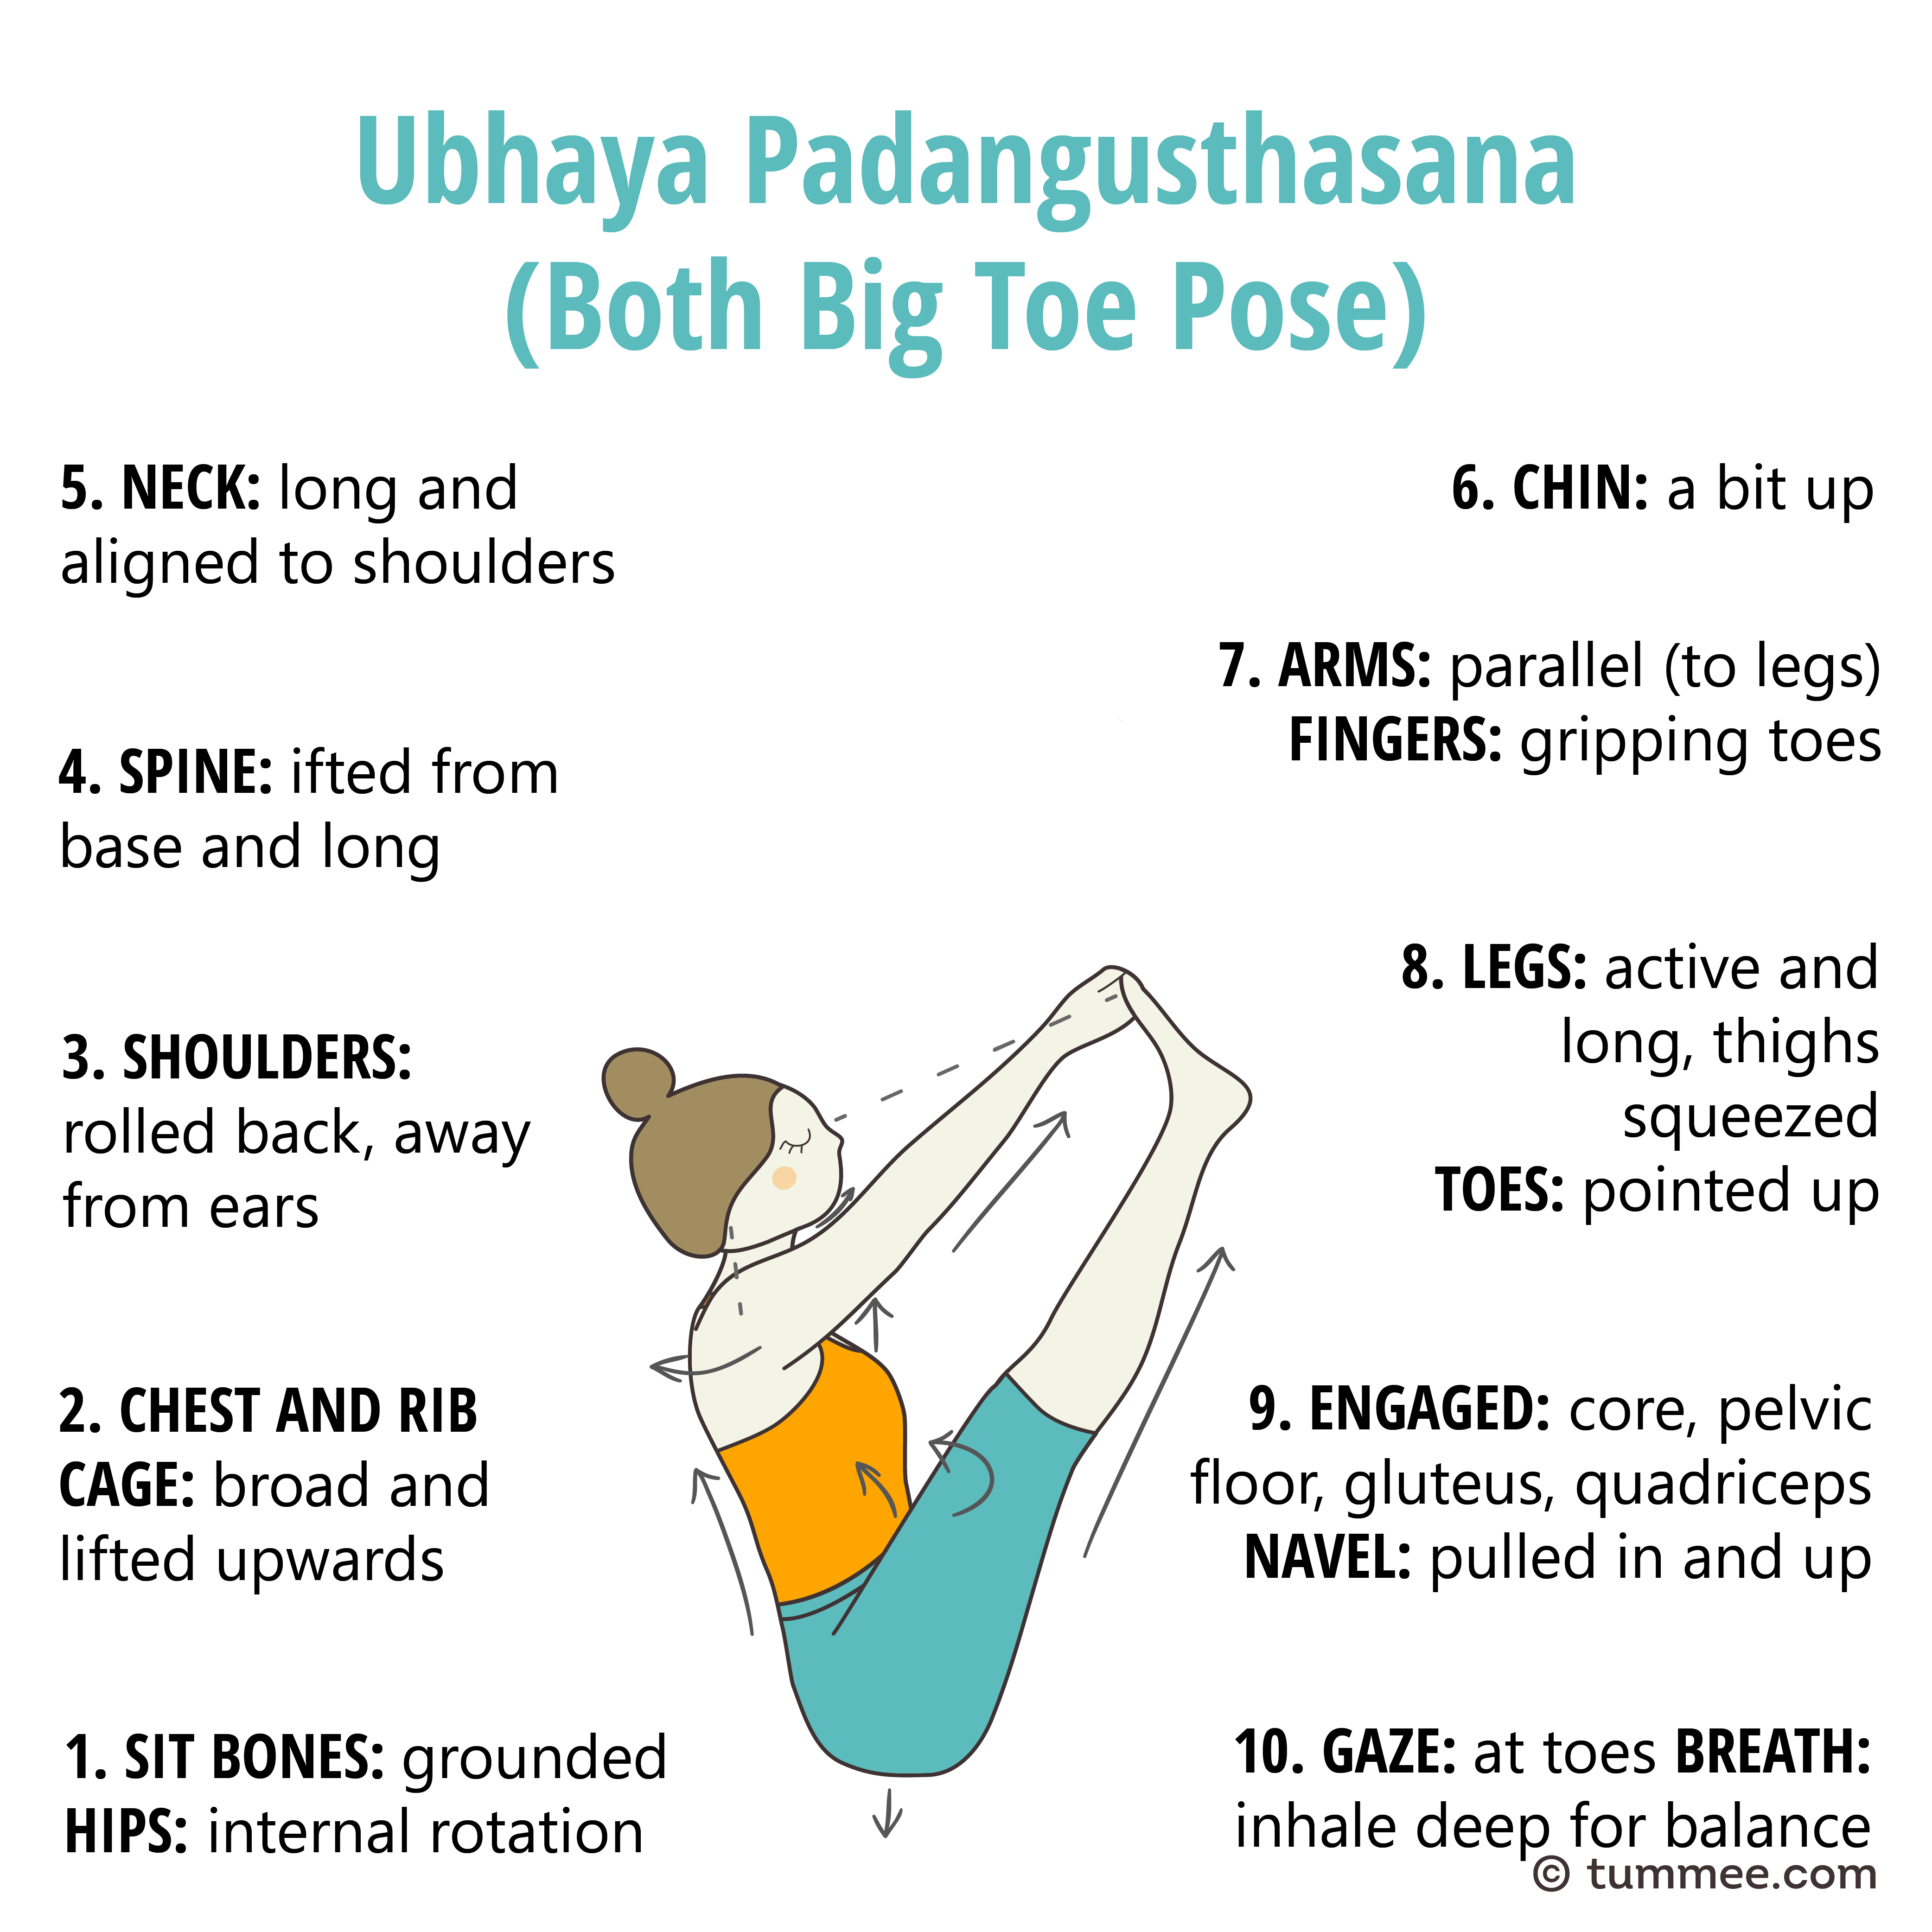 Ubhaya Padangusthasana
(Both Big Toe Pose)
5. NECK: long and
aligned to shoulders
4. SPINE: ifted from
base and long
3. SHOULDERS:
rolled back, away
from ears
2. CHEST AND RIB
CAGE: broad and
lifted upwards
1. SIT BONES: grounded
HIPS: internal rotation
6. CHIN: a bit up
7. ARMS: parallel (to legs)
FINGERS: gripping toes
8. LEGS: active and
long, thighs
squeezed
TOES: pointed up
9. ENGAGED: core, pelvic
floor, gluteus, quadriceps
NAVEL: pulled in and up
10. GAZE: at toes BREATH:
inhale deep for balance
© tummee.com